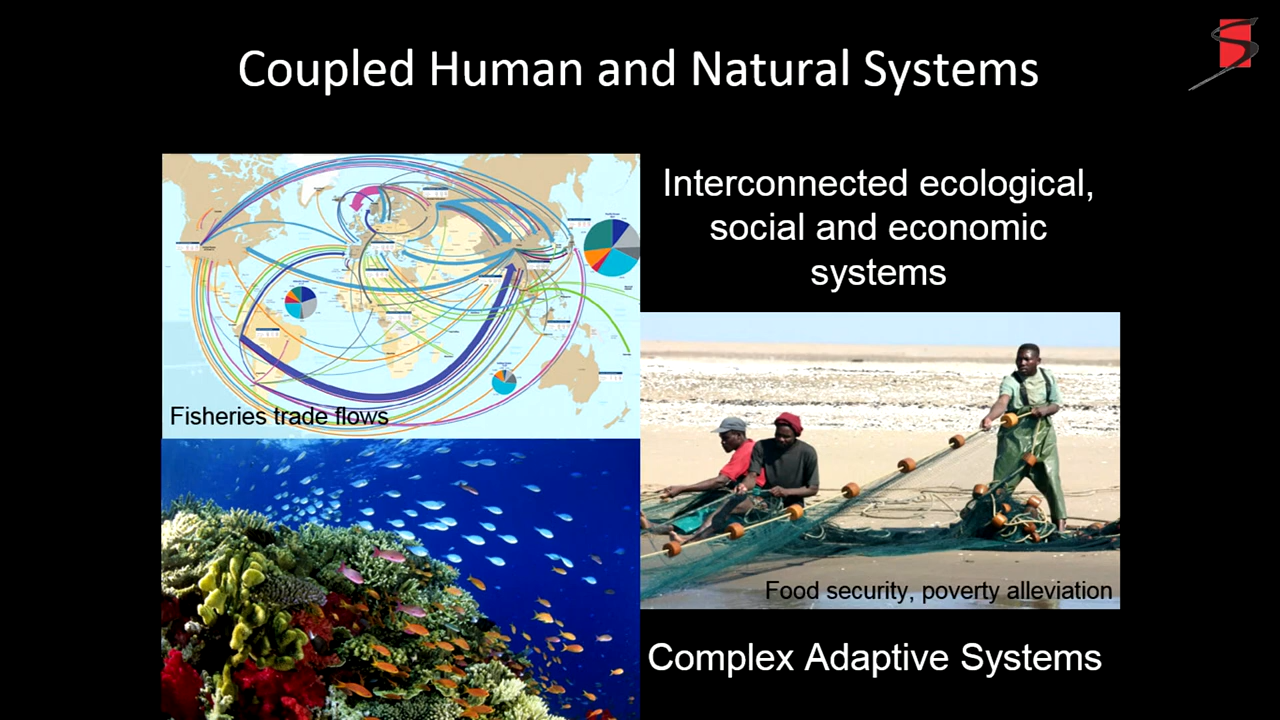 Coupled Human and Natural Systems
Interconnected ecological,
social and economic
systems
Fisheries trade flows
Food security, poverty alleviation
Complex Adaptive Systems